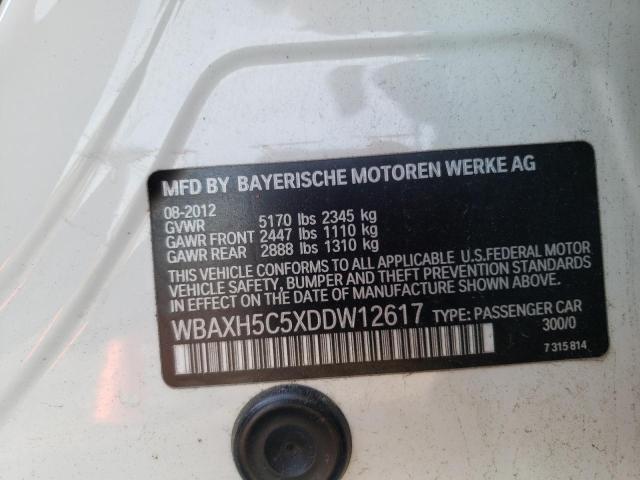 MFD BY BAYERISCHE MOTOREN WERKE AG
08-2012
GVWR 5170 lbs 2345 kg
GAWR FRONT 2447 lbs 1110 kg
GAWR REAR 2888 lbs 1310 kg
THIS VEHICLE CONFORMS TO ALL APPLICABLE U.S.FEDERAL MOTOR
VEHICLE SAFETY, BUMPER AND THEFT PREVENTION STANDARDS
IN EFFECT ON THE DATE OF MANUFACTURE SHOWN ABOVE.
WBAXH5C5XDDW12617 TYPE: PASSENGER CAR
300/0
7 315 814